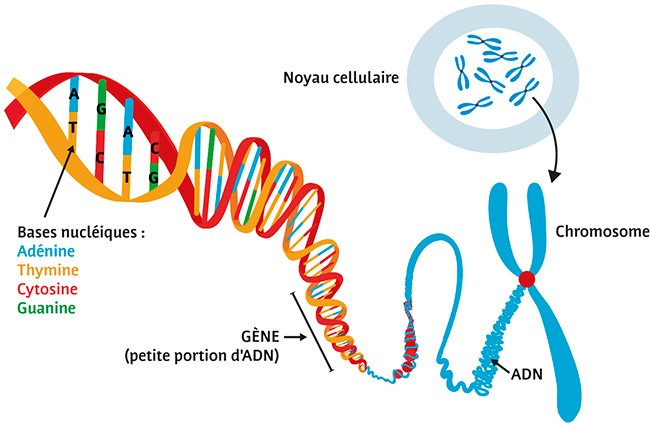 Noyau cellulaire
A
T
G
C
A
T
C
G
Bases nucléiques :
Adénine
Thymine
Cytosine
Guanine
Chromosome
GÈNE
(petite portion d'ADN)
ADN